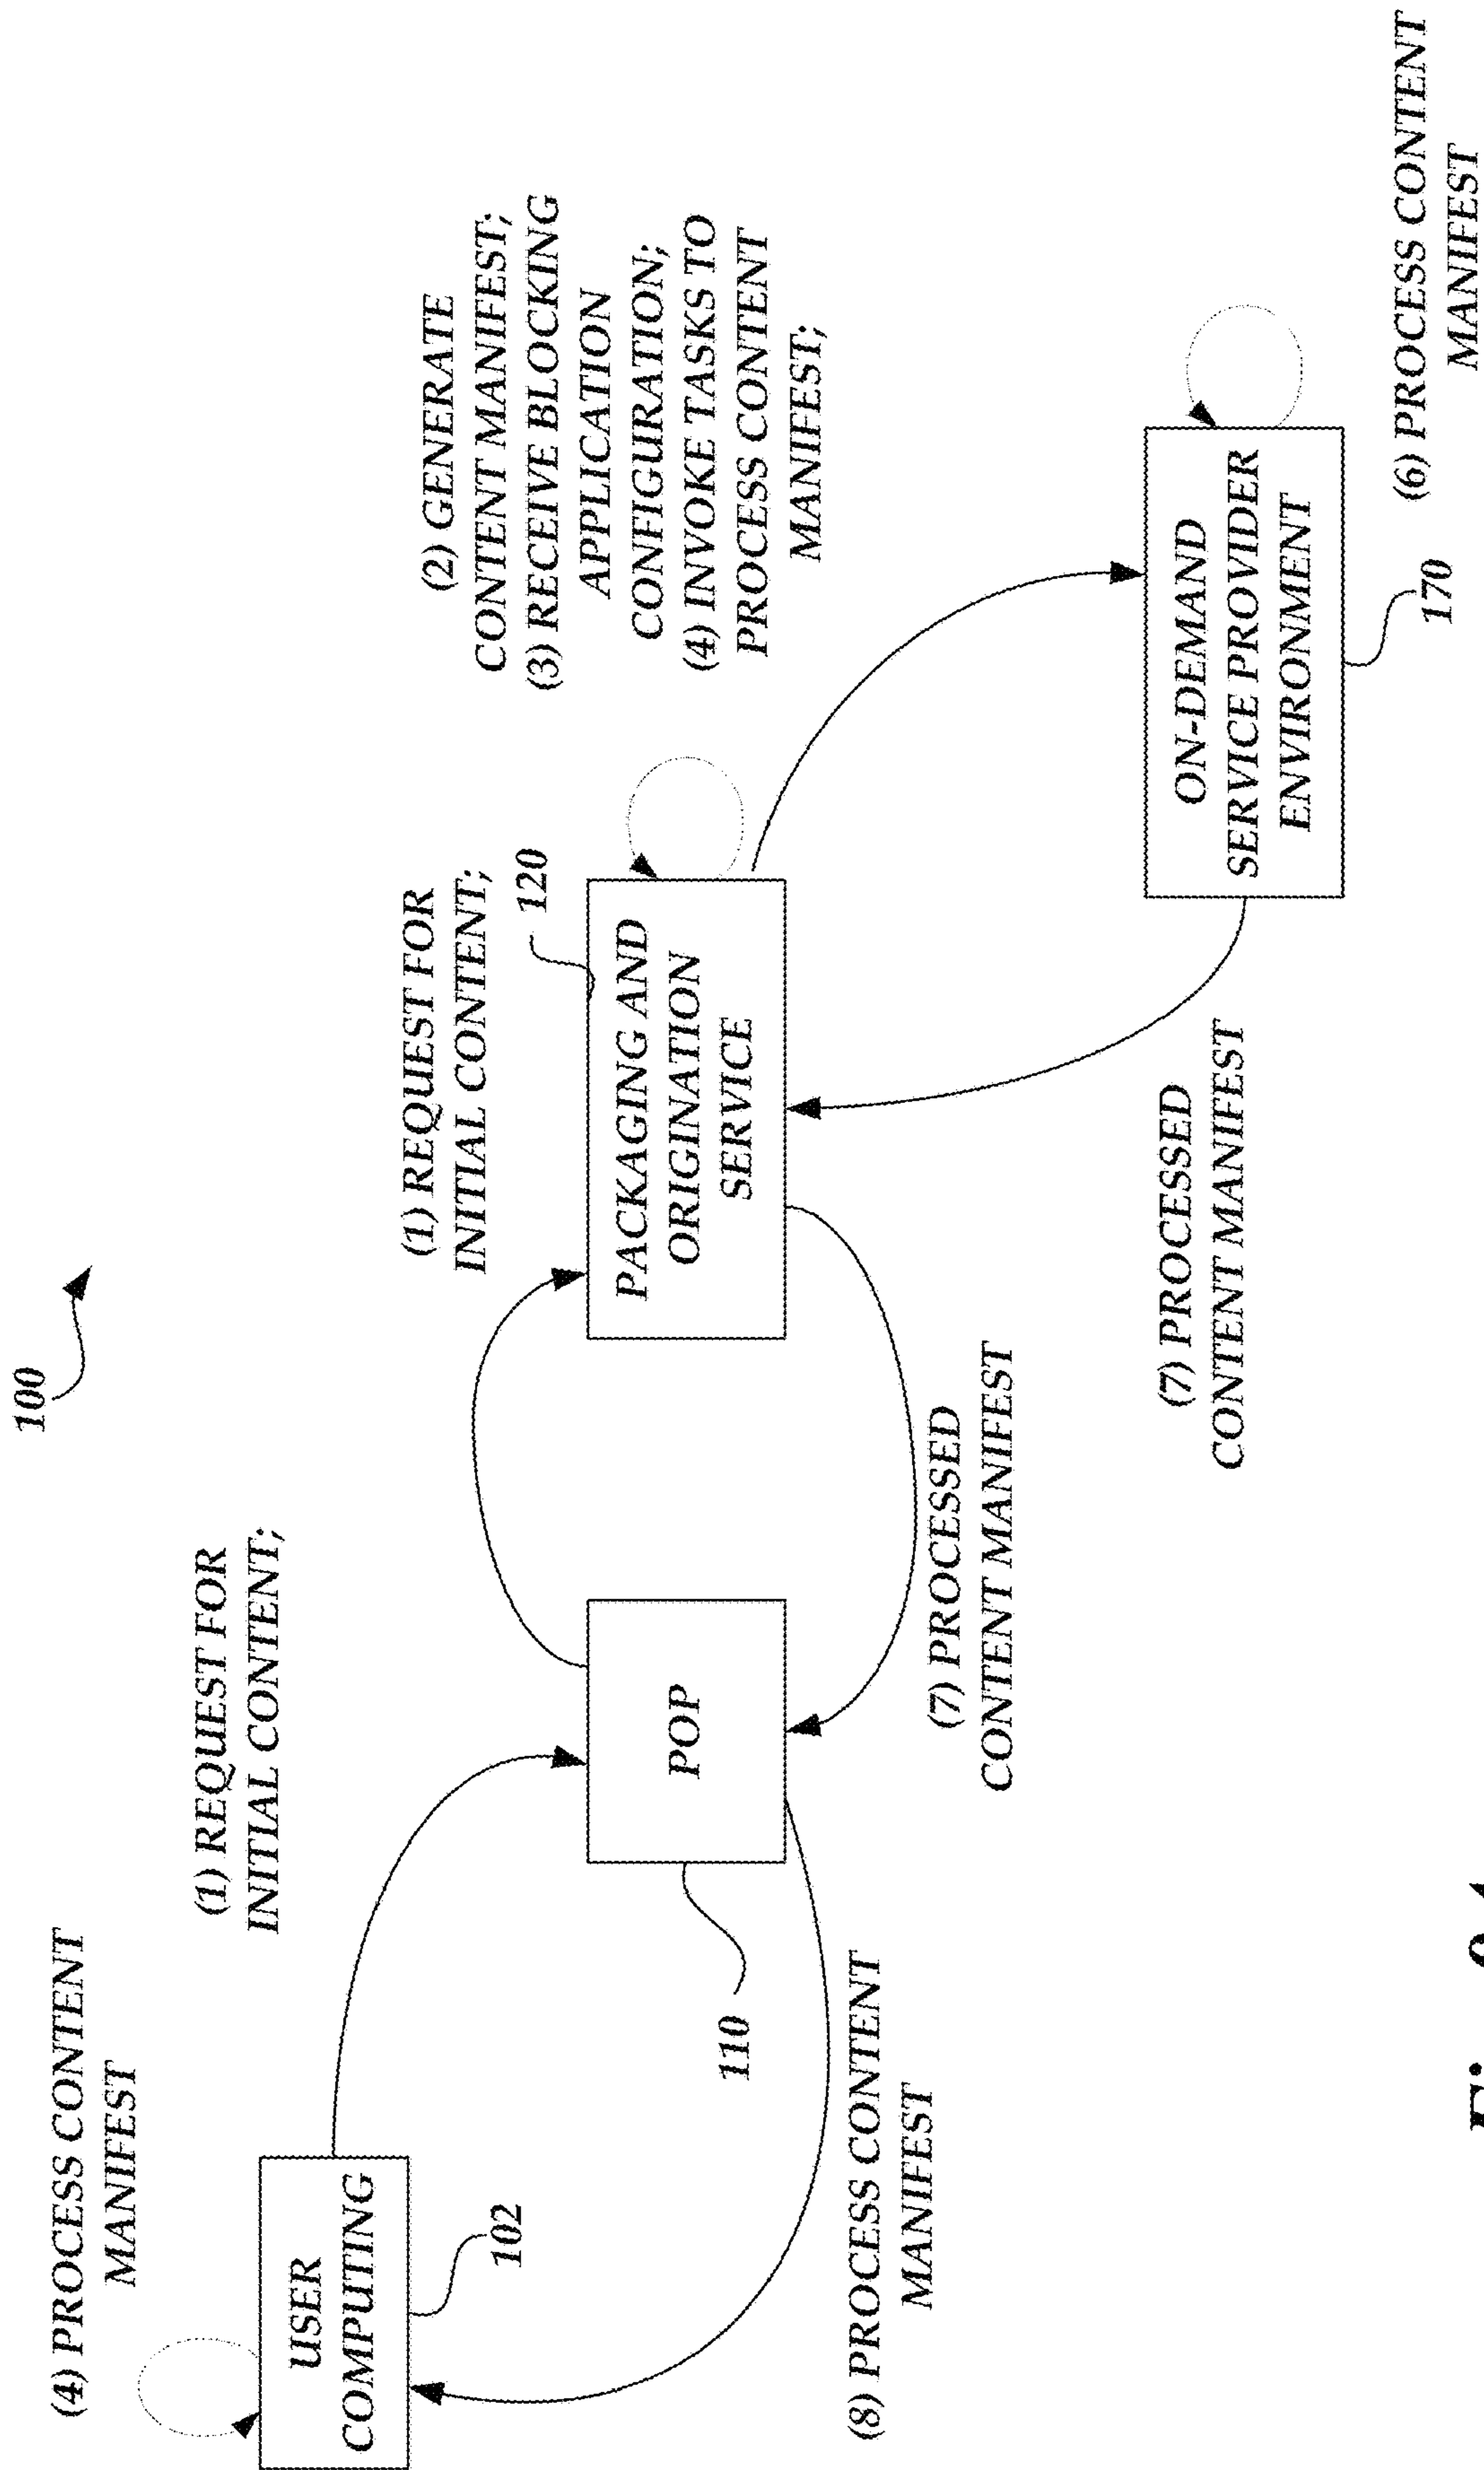 100
(4) PROCESS CONTENT
MANIFEST
(1) REQUEST FOR
INITIAL CONTENT;
(1) REQUEST FOR
INITIAL CONTENT;
(2) GENERATE
CONTENT MANIFEST;
(3) RECEIVE BLOCKING
APPLICATION
CONFIGURATION;
(4) INVOKE TASKS TO
PROCESS CONTENT
MANIFEST;
USER
COMPUTING
102
POP
110
PACKAGING AND
ORIGINATION
SERVICE
120
(8) PROCESS CONTENT
MANIFEST
(7) PROCESSED
CONTENT MANIFEST
(7) PROCESSED
CONTENT MANIFEST
ON-DEMAND
SERVICE PROVIDER
ENVIRONMENT
170
(6) PROCESS CONTENT
MANIFEST